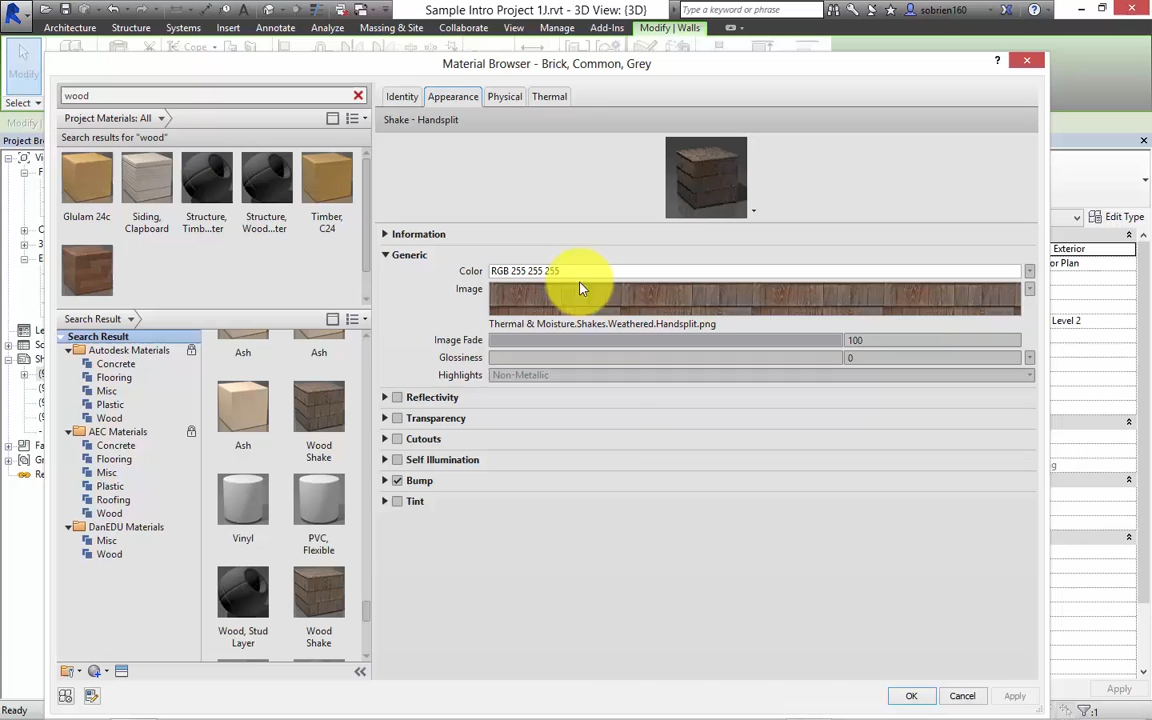 Sample Intro Project 1J.rvt - 3D View: {3D}
Type a keyword or phrase
sobrien160
Architecture Structure Systems Insert Annotate Analyze Massing & Site Collaborate View Manage Add-Ins Modify | Walls
Modify
Cope
Select
Material Browser - Brick, Common, Grey
?
wood
Project Materials: All
Search results for "wood"
Glulam 24c
Siding, Clapboard
Structure, Timb...ter
Structure, Wood...ter
Timber, C24
Search Result
Search Result
Autodesk Materials
Concrete
Flooring
Misc
Plastic
Wood
AEC Materials
Concrete
Flooring
Misc
Plastic
Roofing
Wood
DanEDU Materials
Misc
Wood
Ash
Ash
Ash
Wood Shake
Vinyl
PVC, Flexible
Wood, Stud Layer
Wood Shake
Identity Appearance Physical Thermal
Shake - Handsplit
Information
Generic
Color RGB 255 255 255
Image
Thermal & Moisture.Shakes.Weathered.Handsplit.png
Image Fade 100
Glossiness 0
Highlights Non-Metallic
Reflectivity
Transparency
Cutouts
Self Illumination
Bump
Tint
OK Cancel Apply
Edit Type
Exterior
or Plan
Level 2
Apply
Ready
:1